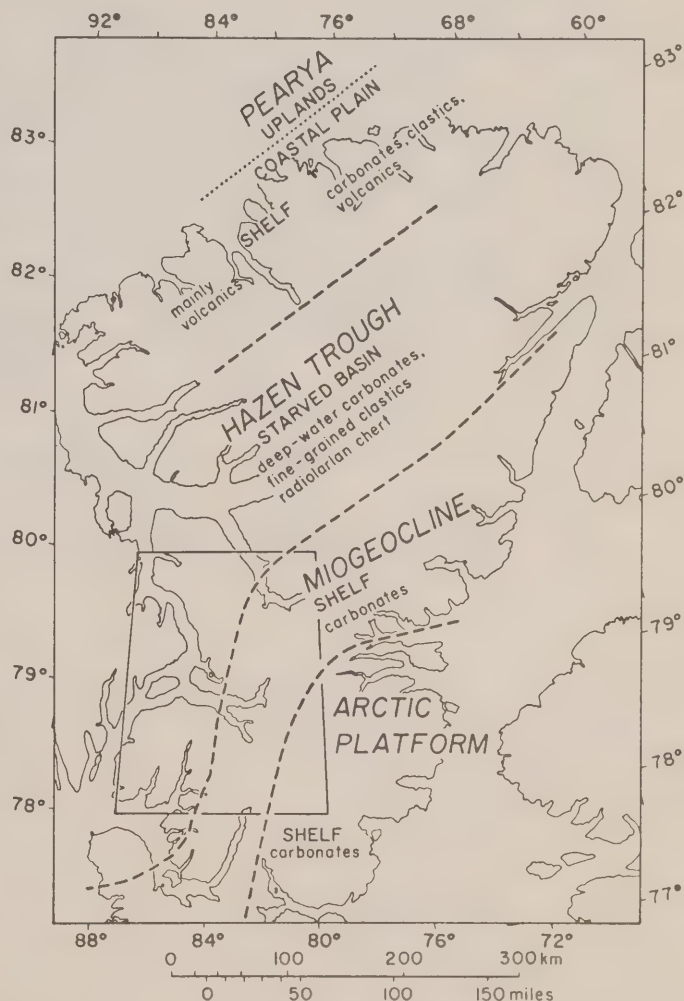 92° 84° 76° 68° 60°
83°
PEARYA
UPLANDS
COASTAL PLAIN
83°
carbonates, clastics,
volcanics
SHELF
82°
82°
mainly
volcanics
81°
HAZEN TROUGH
STARVED BASIN
deep-water carbonates,
fine-grained clastics
radiolarian chert
81°
80°
80°
MIOGEOCLINE
SHELF
carbonates
79°
79°
ARCTIC
PLATFORM
78°
78°
SHELF
carbonates
77°
88° 84° 80° 76° 72°
0 100 200 300 km
0 50 100 150 miles